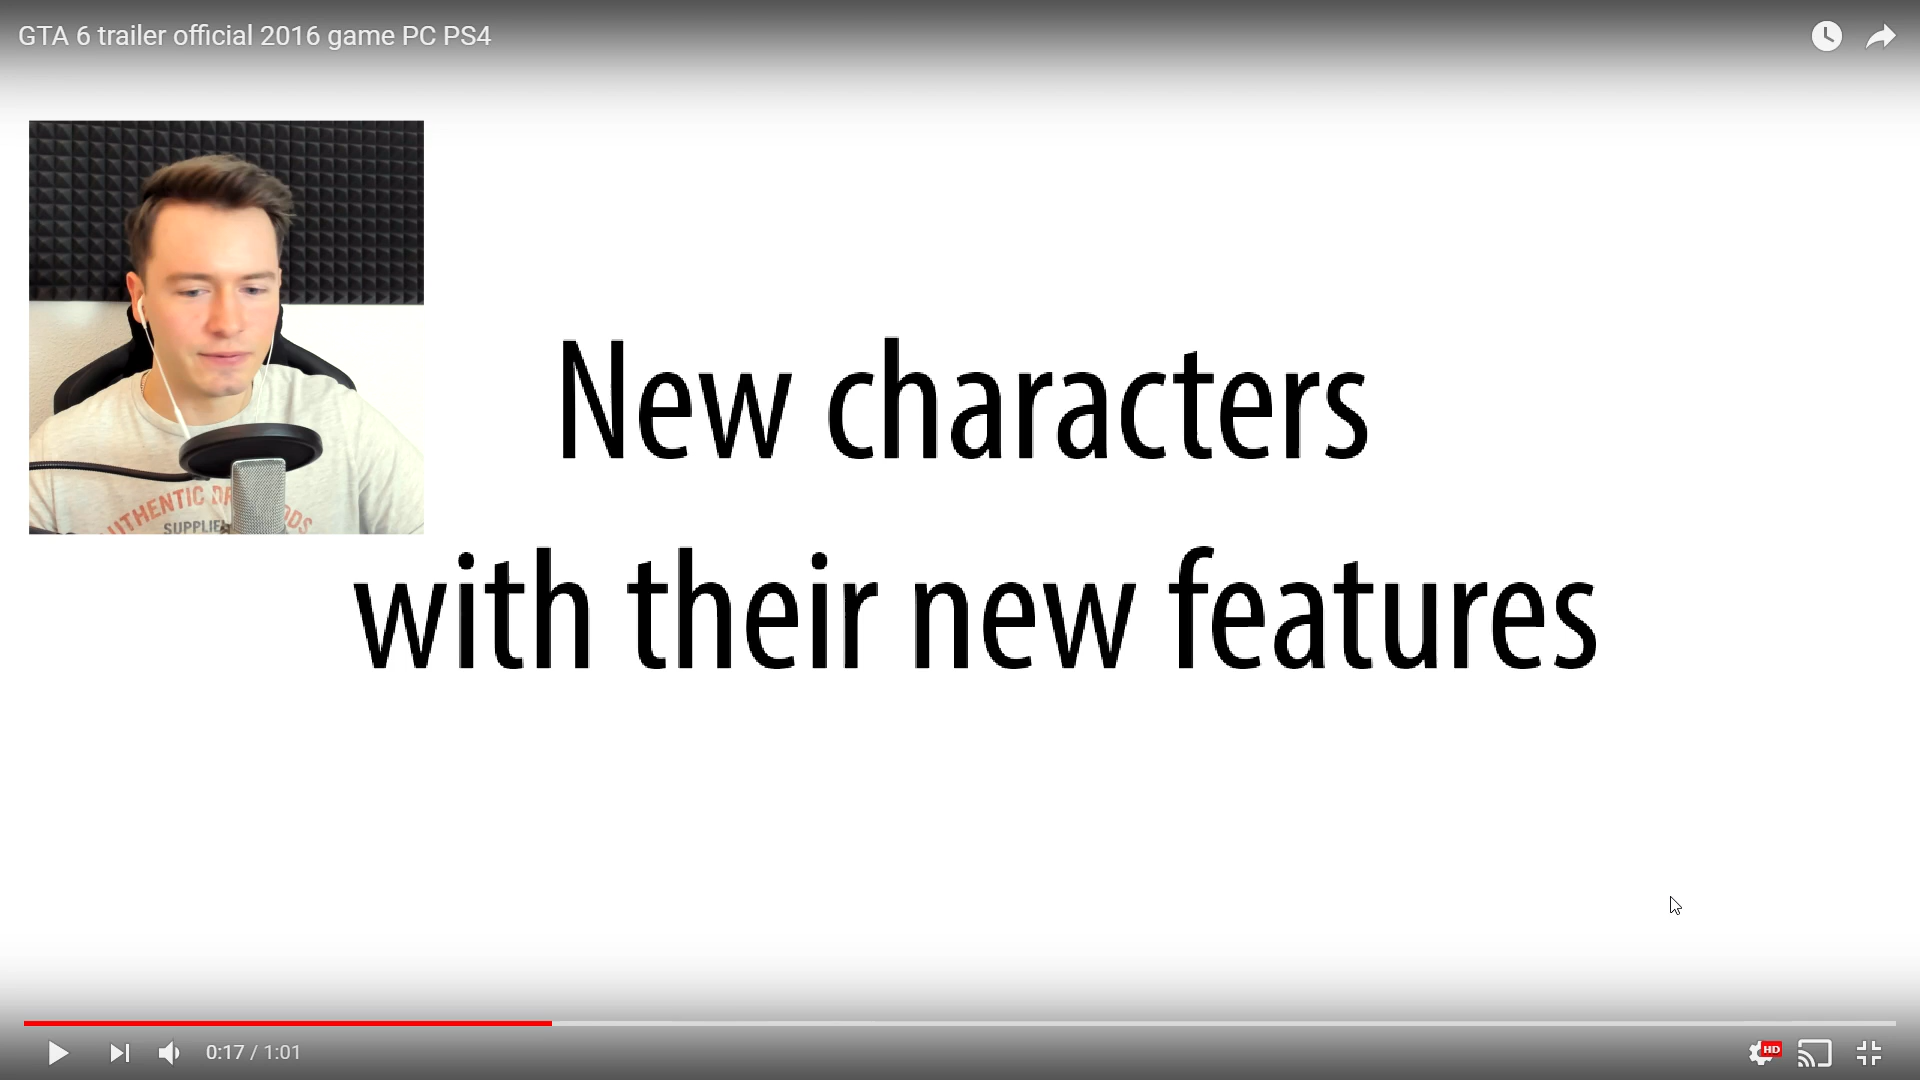 GTA 6 trailer official 2016 game PC PS4
New characters
with their new features
SUPPLIE
0:17 / 1:01
HD